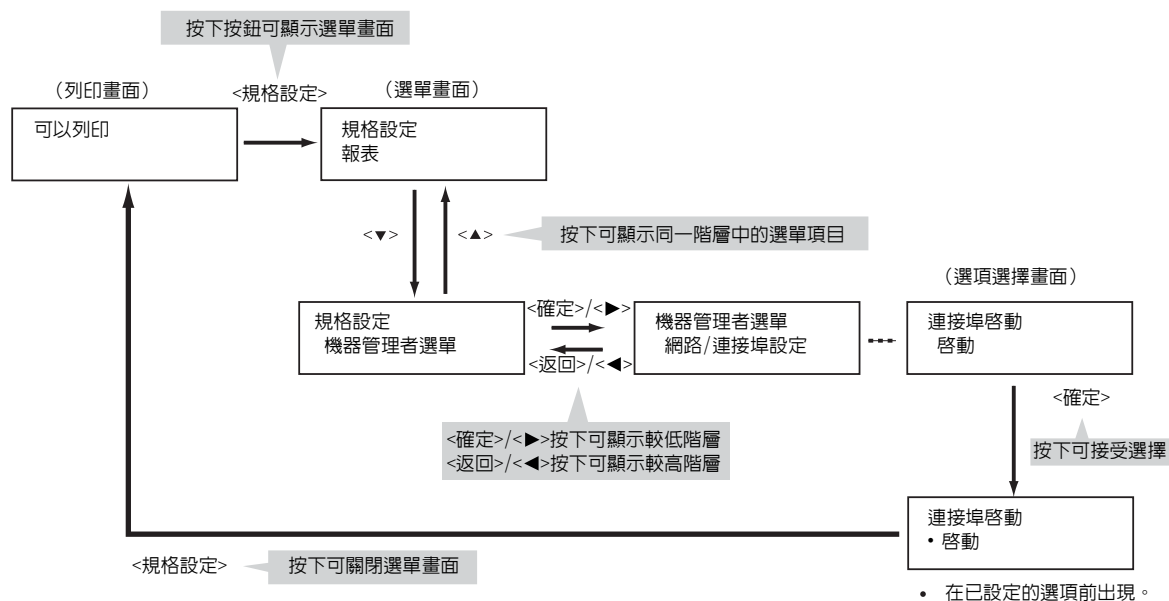 按下按鈕可顯示選單畫面
（列印畫面）
<規格設定>
（選單畫面）
可以列印
規格設定
報表
<▼>
<▲>
按下可顯示同一階層中的選單項目
（選項選擇畫面）
規格設定
機器管理者選單
<確定>/<▶>
<返回>/<◀>
機器管理者選單
網路/連接埠設定
連接埠啓動
啓動
<確定>/<▶>按下可顯示較低階層
<返回>/<◀>按下可顯示較高階層
<確定>
按下可接受選擇
連接埠啓動
• 啓動
<規格設定>
按下可關閉選單畫面
• 在已設定的選項前出現。